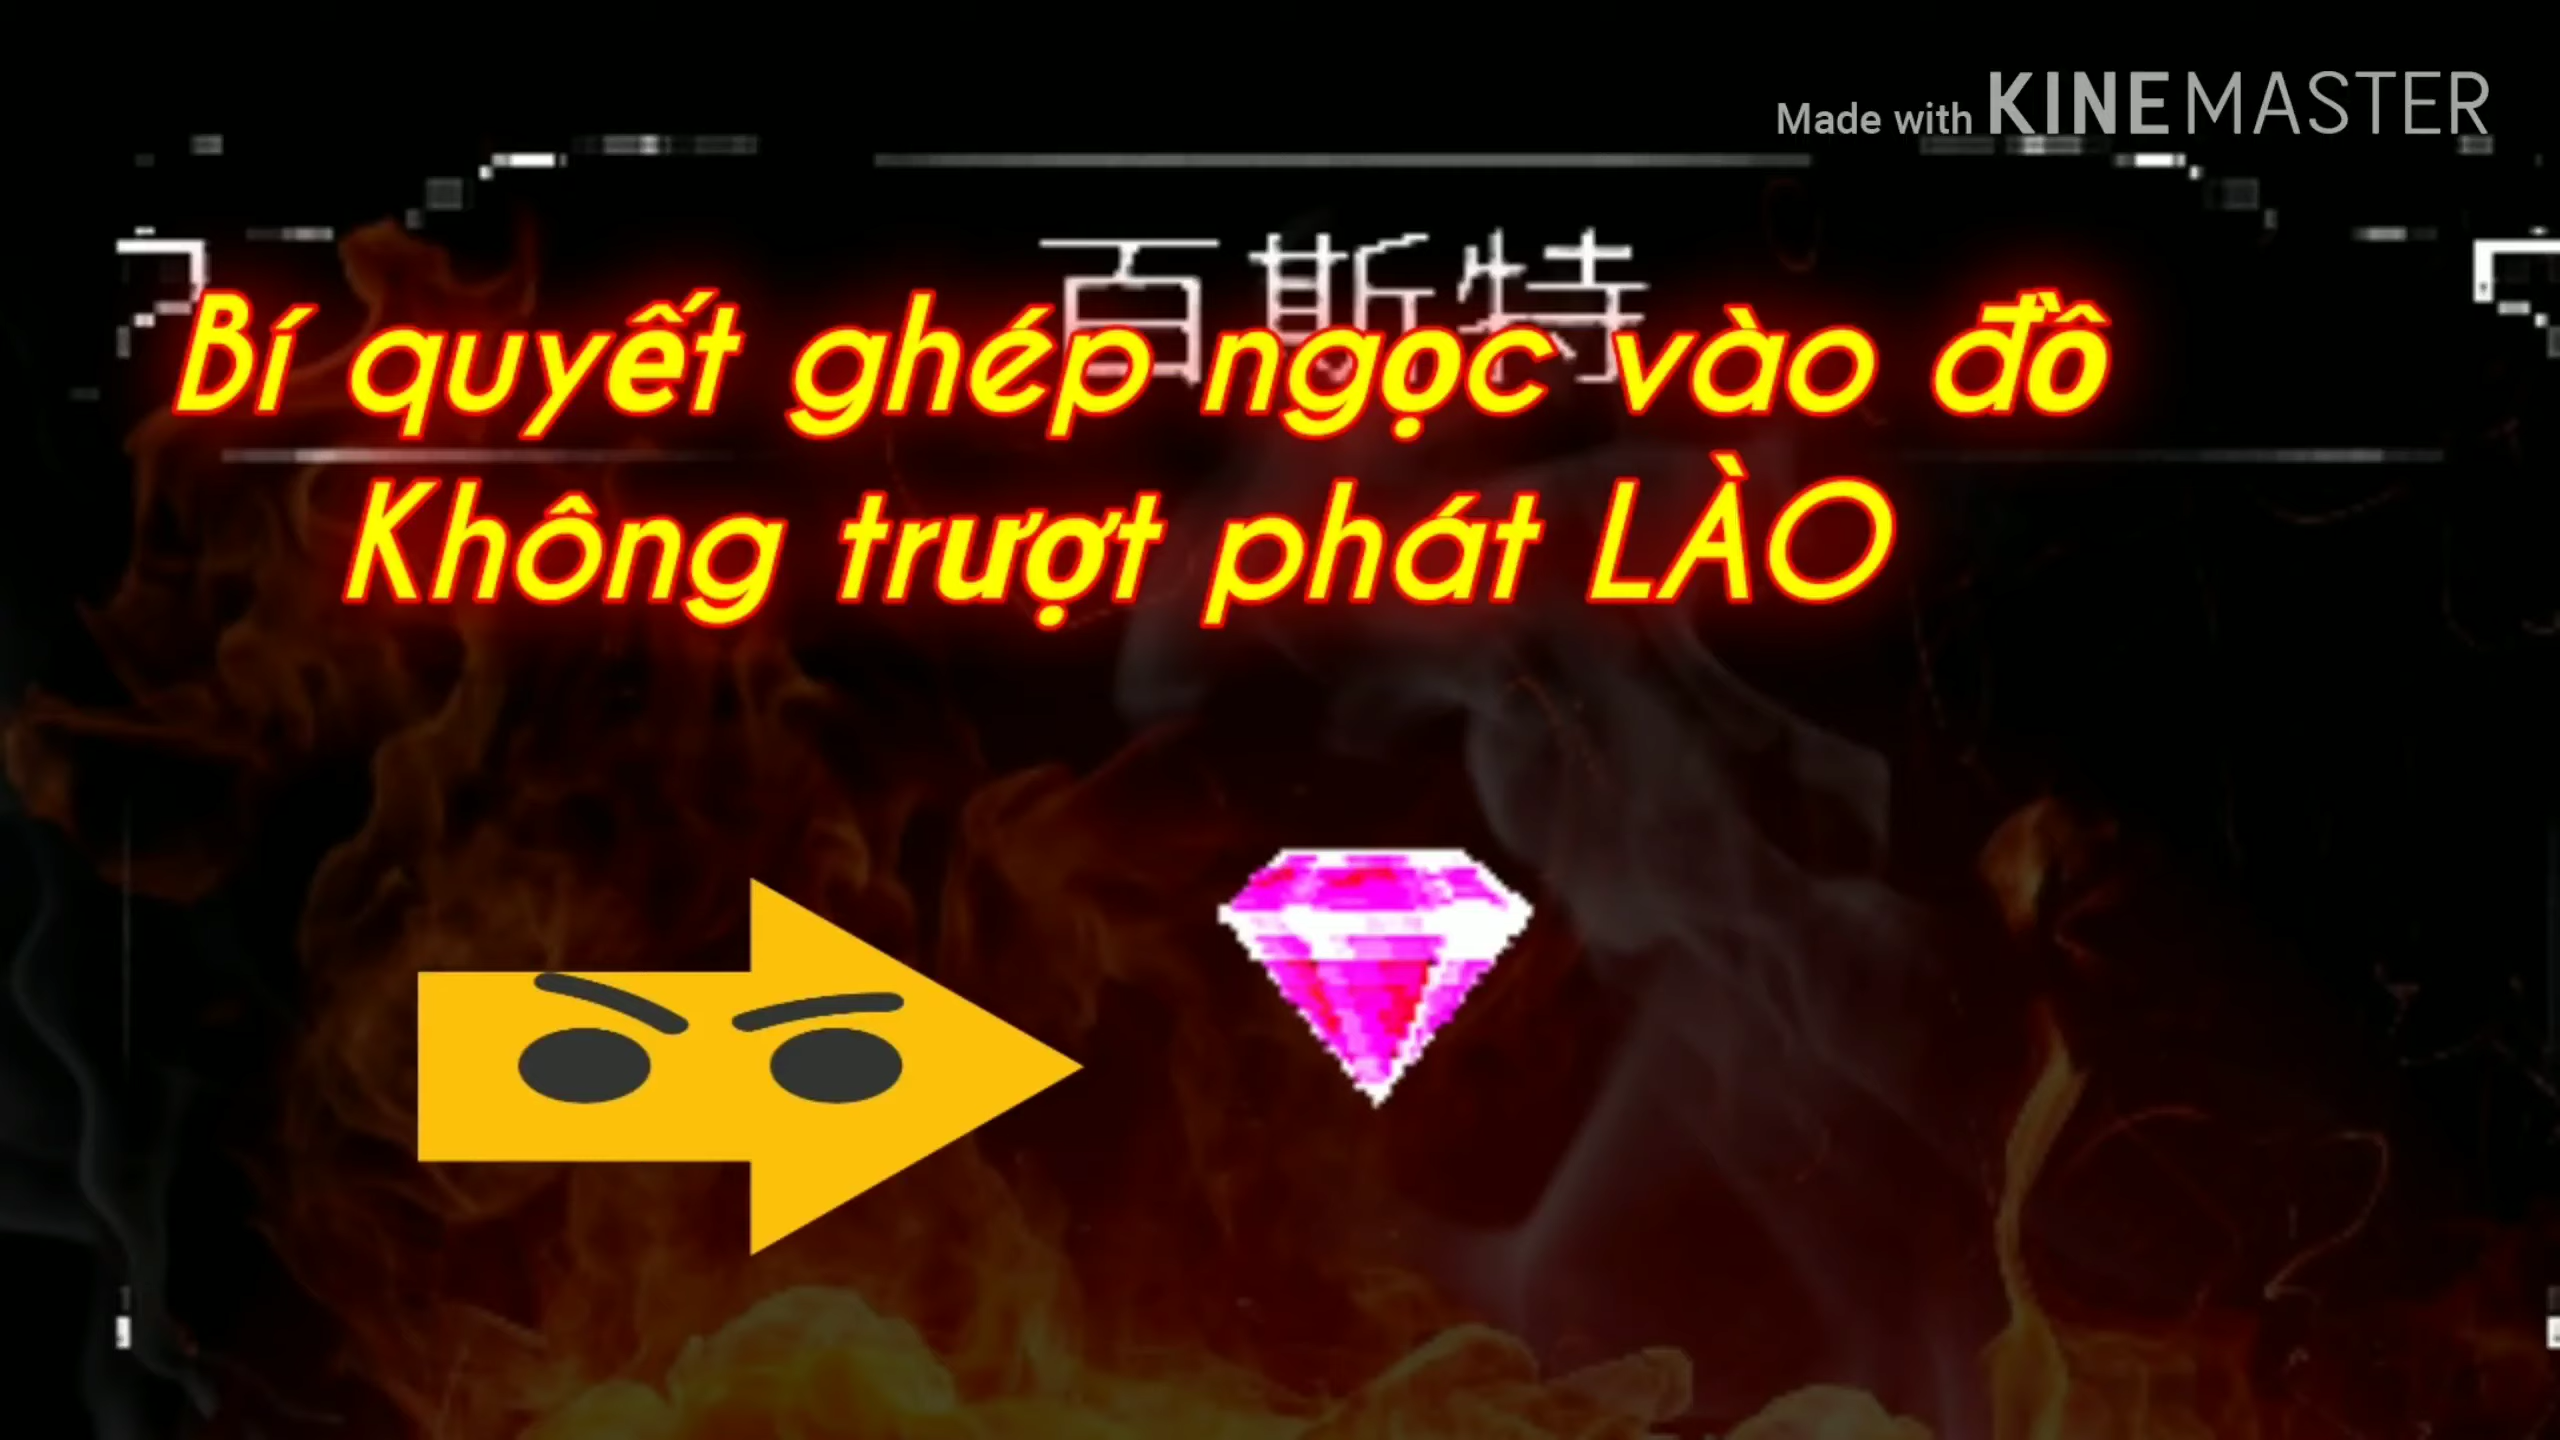 Made with KINEMASTER
百斯特
Bí quyết ghép ngọc vào đồ
Không trượt phát LÀO